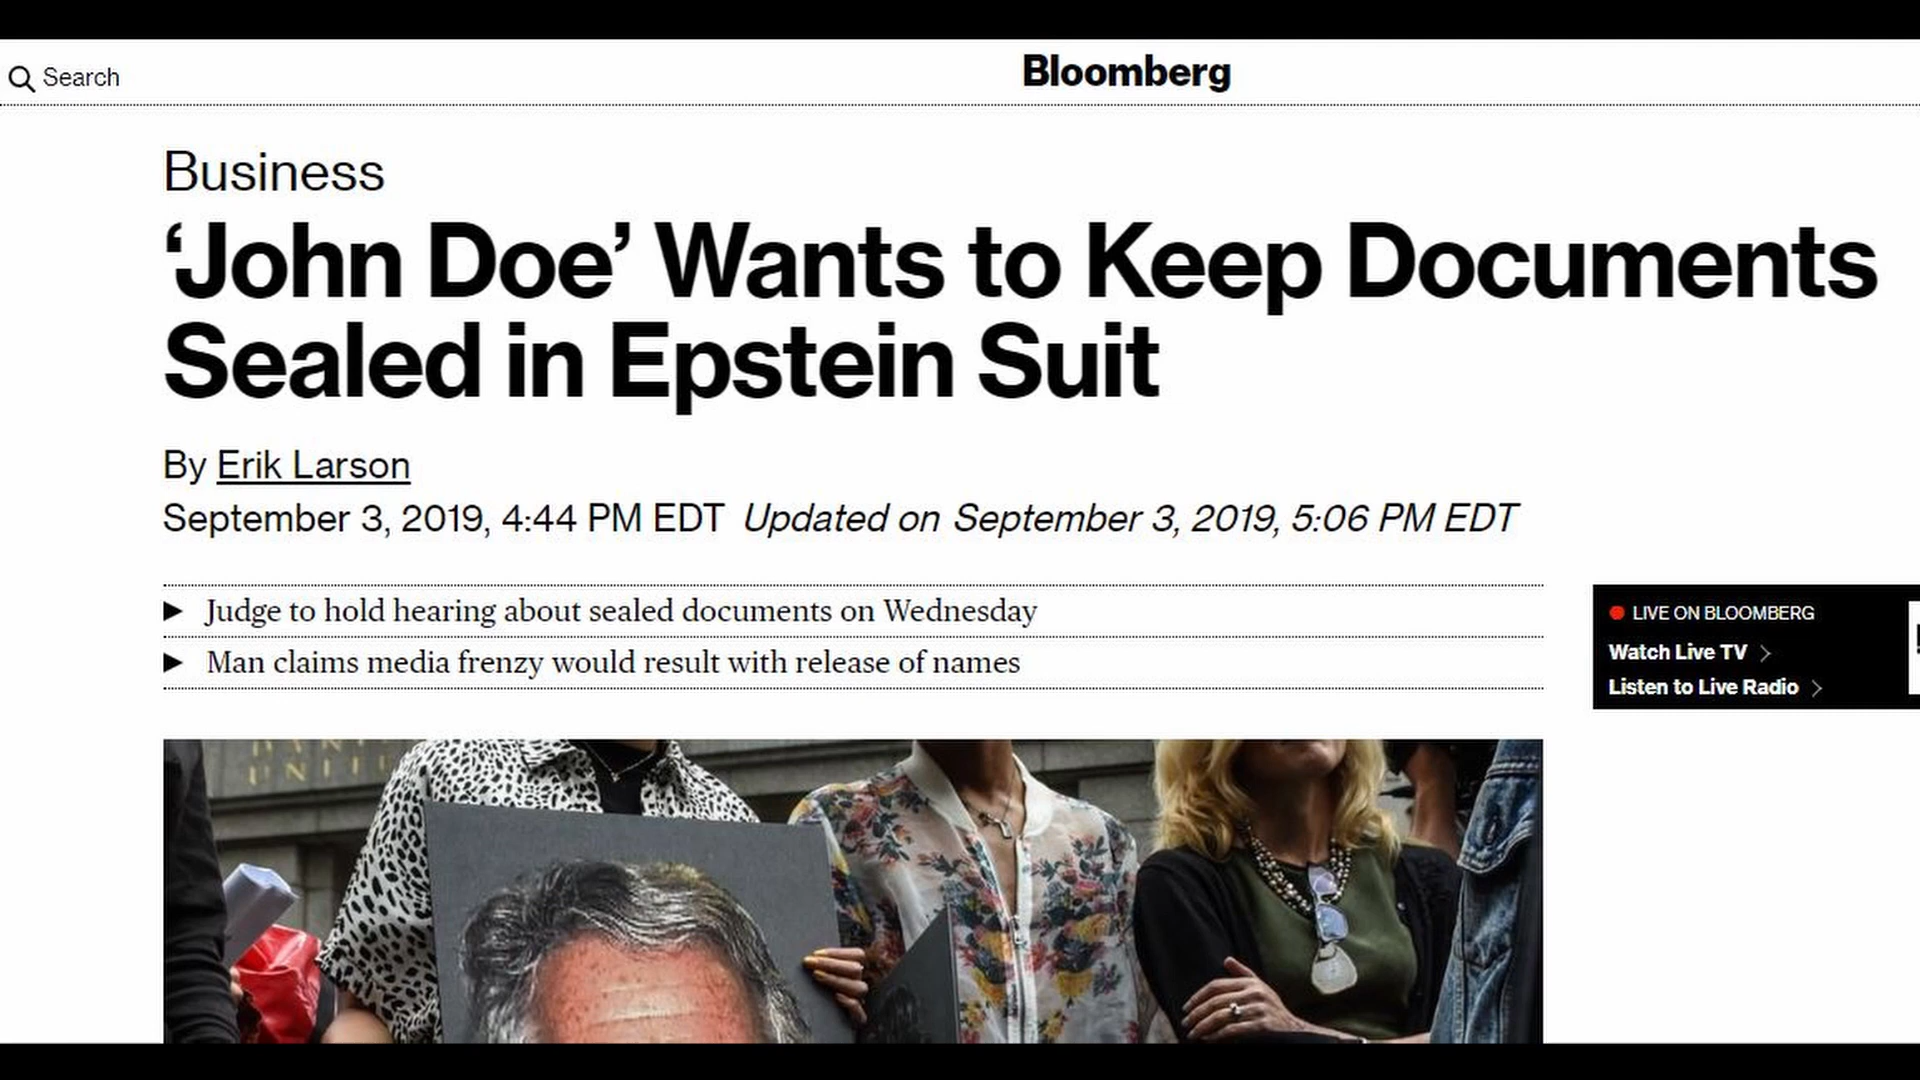 Search
Bloomberg
Business
‘John Doe’ Wants to Keep Documents
Sealed in Epstein Suit
By Erik Larson
September 3, 2019, 4:44 PM EDT Updated on September 3, 2019, 5:06 PM EDT
Judge to hold hearing about sealed documents on Wednesday
Man claims media frenzy would result with release of names
LIVE ON BLOOMBERG
Watch Live TV
Listen to Live Radio